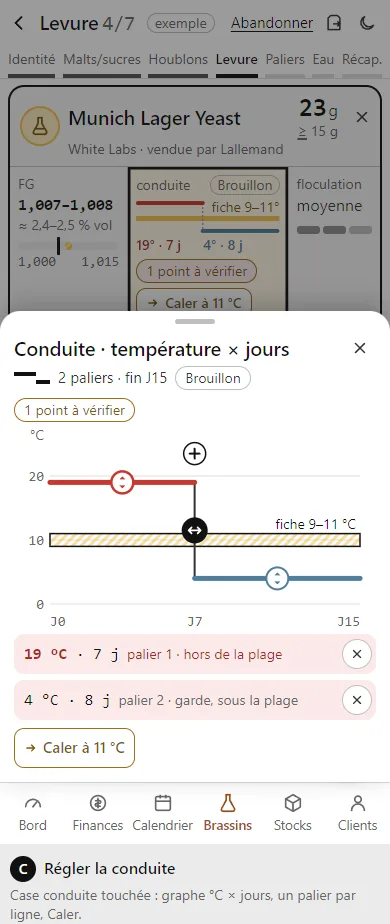 Levure 4/7 exemple Abandonner
Identité Malts/sucres Houblons Levure Paliers Eau Récap.
Munich Lager Yeast
23 g
≥ 15 g
White Labs · vendue par Lallemand
FG
1,007–1,008
≈ 2,4–2,5 % vol
1,000 1,015
conduite Brouillon
fiche 9–11°
19° · 7 j 4° · 8 j
1 point à vérifier
→ Caler à 11 °C
floculation
moyenne
Conduite · température × jours
2 paliers · fin J15 Brouillon
1 point à vérifier
°C
20
fiche 9–11 °C
10
0
J0 J7 J15
19 °C · 7 j palier 1 · hors de la plage
4 °C · 8 j palier 2 · garde, sous la plage
→ Caler à 11 °C
Bord Finances Calendrier Brassins Stocks Clients
C Régler la conduite
Case conduite touchée : graphe °C × jours, un palier par
ligne, Caler.